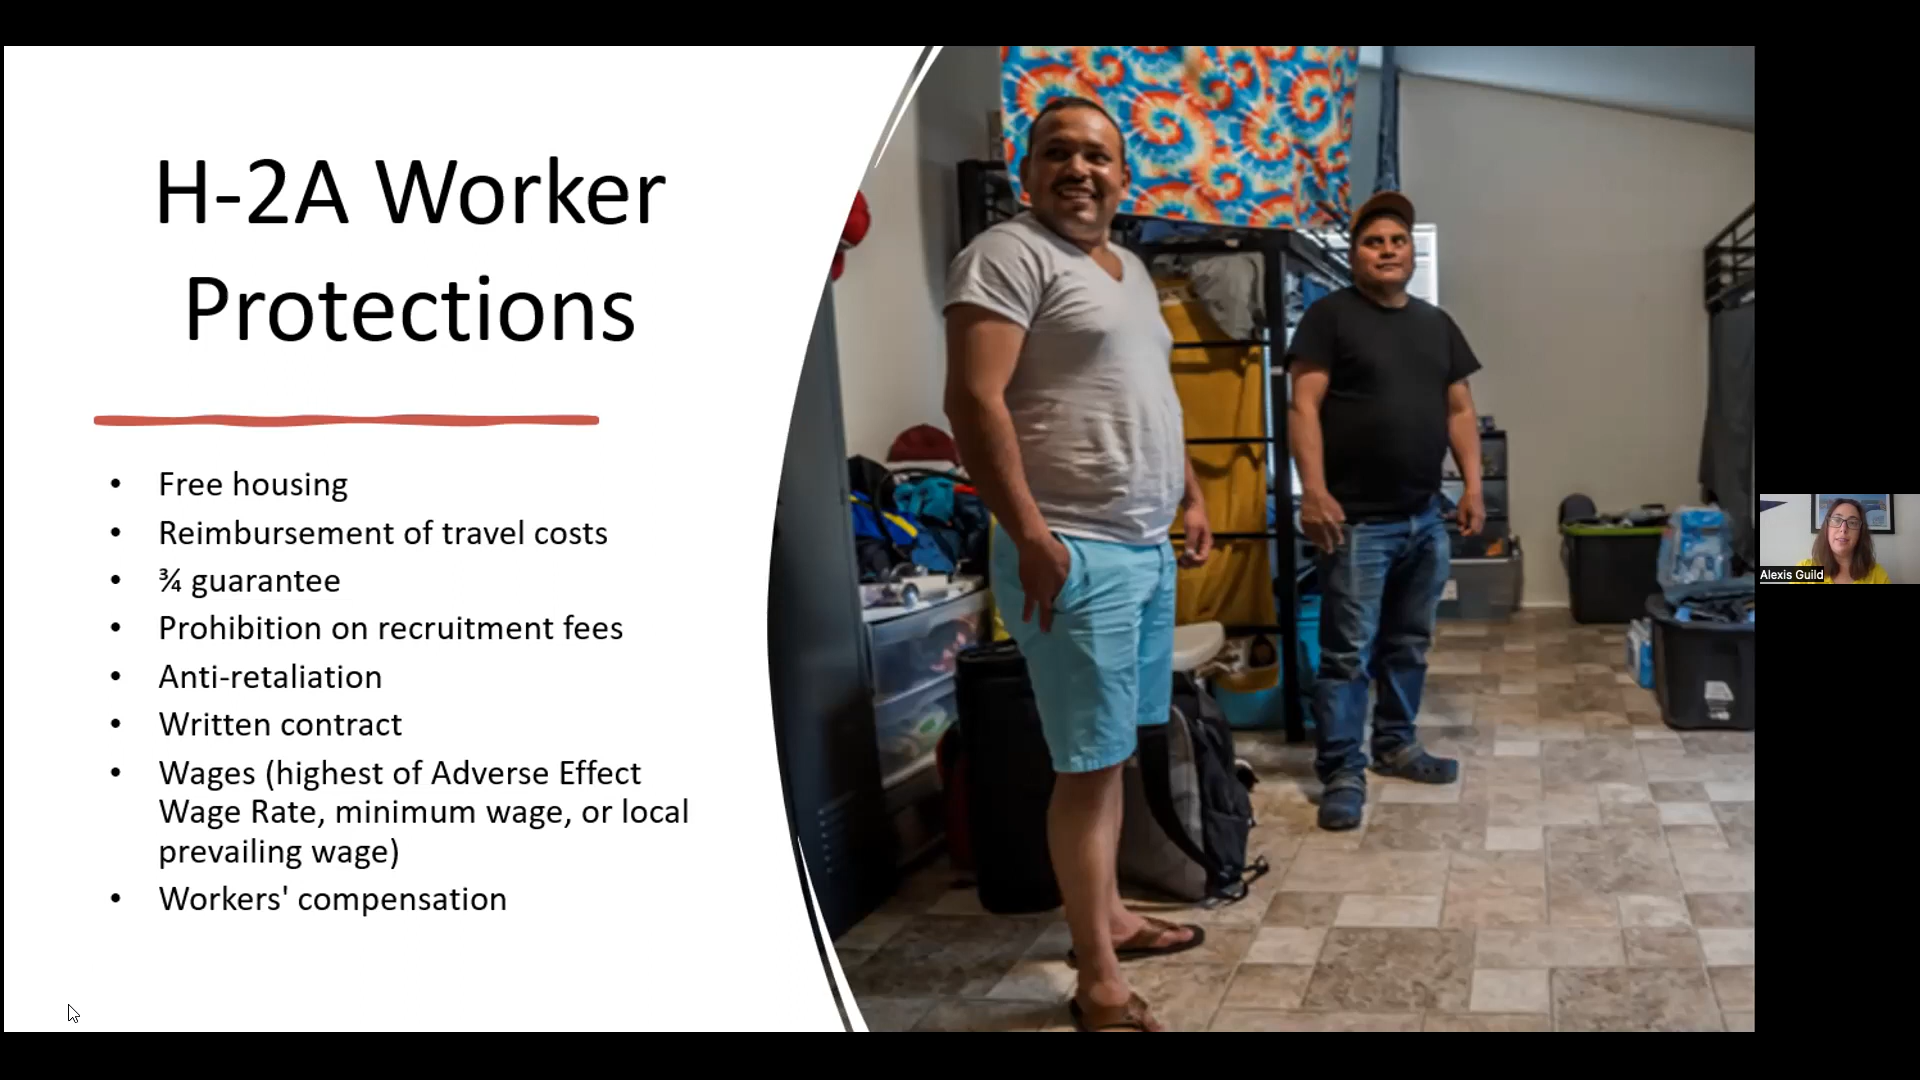 H-2A Worker
Protections
• Free housing
• Reimbursement of travel costs
• ¾ guarantee
• Prohibition on recruitment fees
• Anti-retaliation
• Written contract
• Wages (highest of Adverse Effect
Wage Rate, minimum wage, or local
prevailing wage)
• Workers' compensation
Alexis Guild